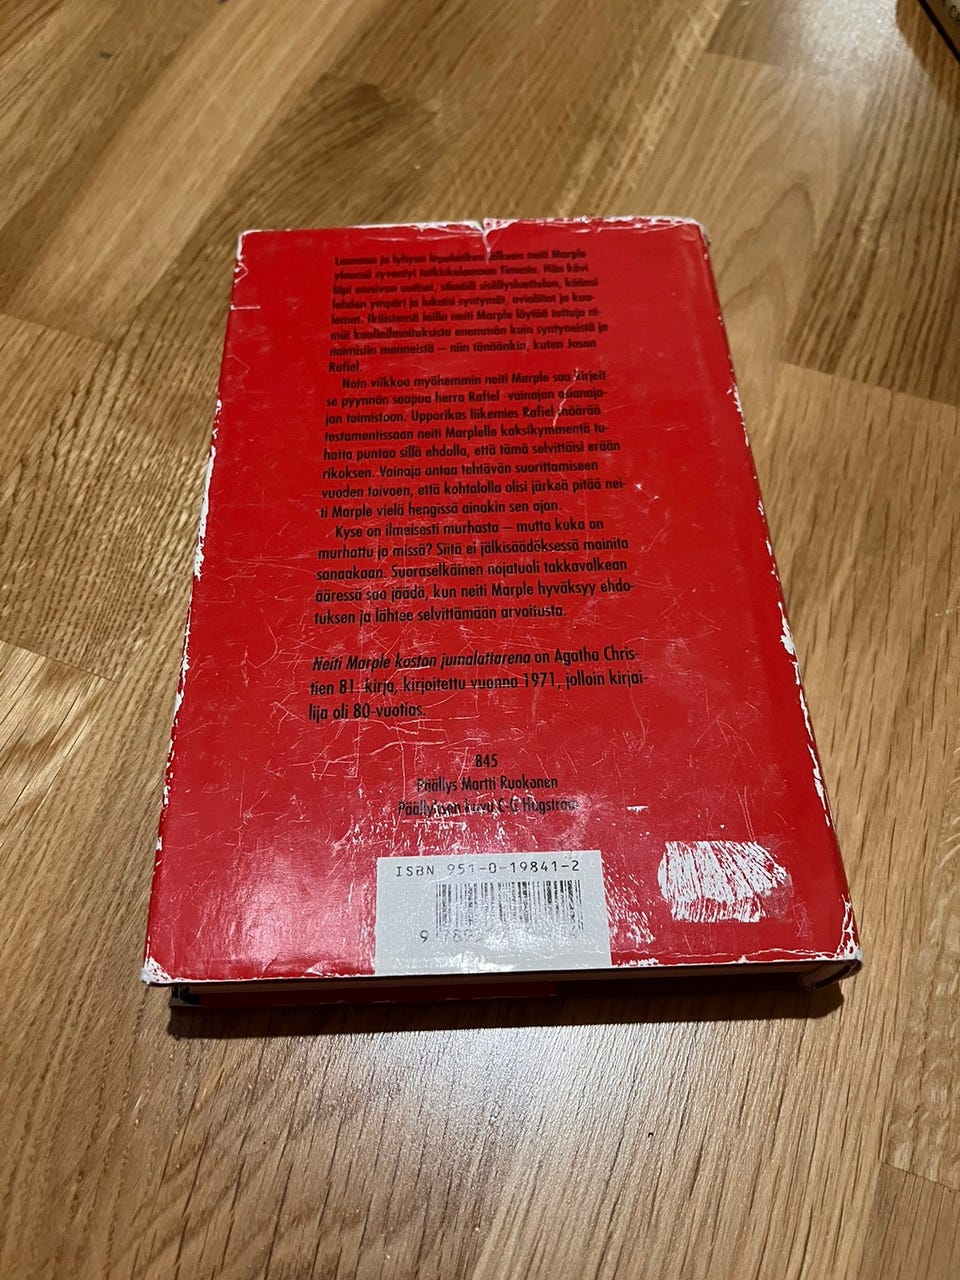 Lounaan ja lyhyen lepohetken jälkeen neiti Marple
yleensä syventyi tutkiskelemaan Timesia. Hän kävi
läpi etusivun uutiset, silmäili sisällysluettelon, käänsi
lehden ympäri ja lukaisi syntymät, avioliitot ja kuo-
lemat. Ikäistensä lailla neiti Marple löytää tuttuja ni-
miä kuolinilmoituksista enemmän kuin syntyneistä ja
naimisiin menneistä – niin tänäänkin, kuten Jason
Rafiel.
Noin viikkoa myöhemmin neiti Marple saa kirjeit-
se pyynnön saapua herra Rafiel -vainajan asianaja-
jan toimistoon. Upporikas liikemies Rafiel määrää
testamentissaan neiti Marplelle kaksikymmentä tu-
hatta puntaa sillä ehdolla, että tämä selvittäisi erään
rikoksen. Vainaja antaa tehtävän suorittamiseen
vuoden toivoen, että kohtalolla olisi järkeä pitää nei-
ti Marple vielä hengissä ainakin sen ajan.
Kyse on ilmeisesti murhasta – mutta kuka on
murhattu ja missä? Siitä ei jälkisäädöksessä mainita
sanaakaan. Suoraselkäinen nojatuoli takkavalkean
ääressä saa jäädä, kun neiti Marple hyväksyy ehdo-
tuksen ja lähtee selvittämään arvoitusta.
Neiti Marple koston jumalattarena on Agatha Chris-
tien 81. kirja, kirjoitettu vuonna 1971, jolloin kirjai-
lija oli 80-vuotias.
845
Päällys Martti Ruokonen
Päällyksen kuva C-G Hagström
ISBN 951-0-19841-2